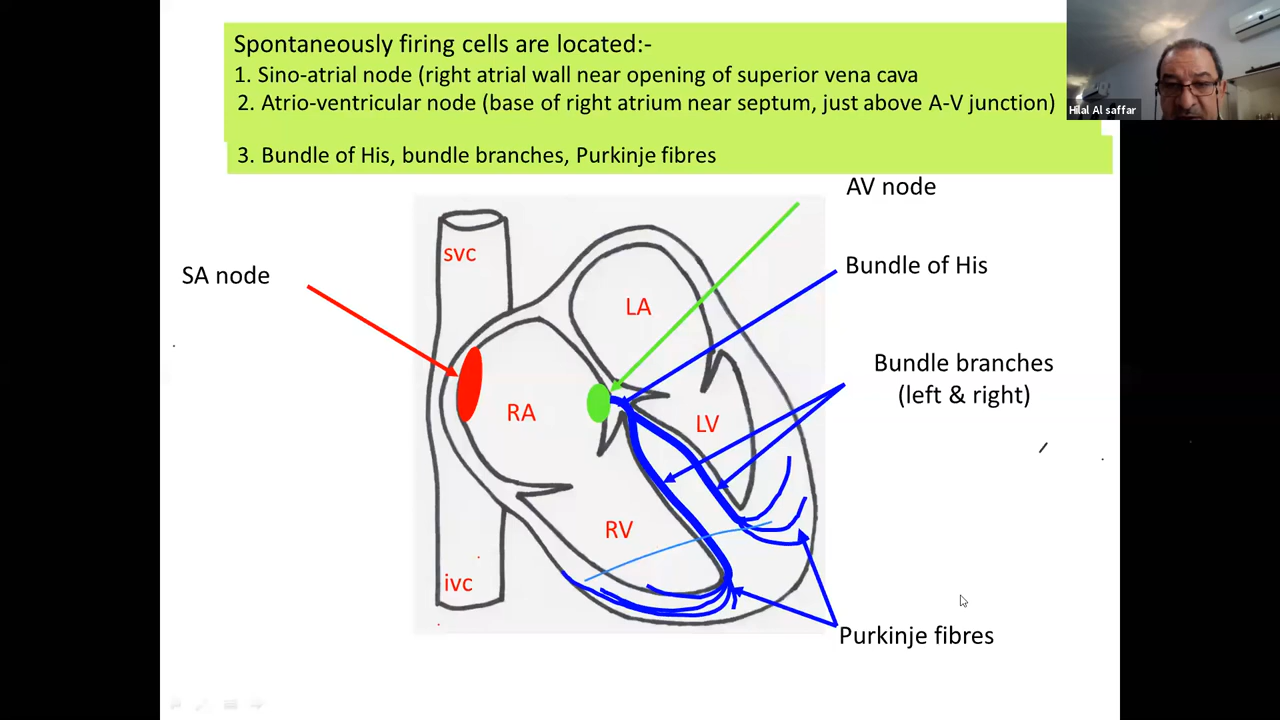 Spontaneously firing cells are located:-
1. Sino-atrial node (right atrial wall near opening of superior vena cava
2. Atrio-ventricular node (base of right atrium near septum, just above A-V junction)
Hilal Al saffar
3. Bundle of His, bundle branches, Purkinje fibres
AV node
svc
Bundle of His
SA node
LA
Bundle branches
(left & right)
RA
LV
RV
ivc
Purkinje fibres